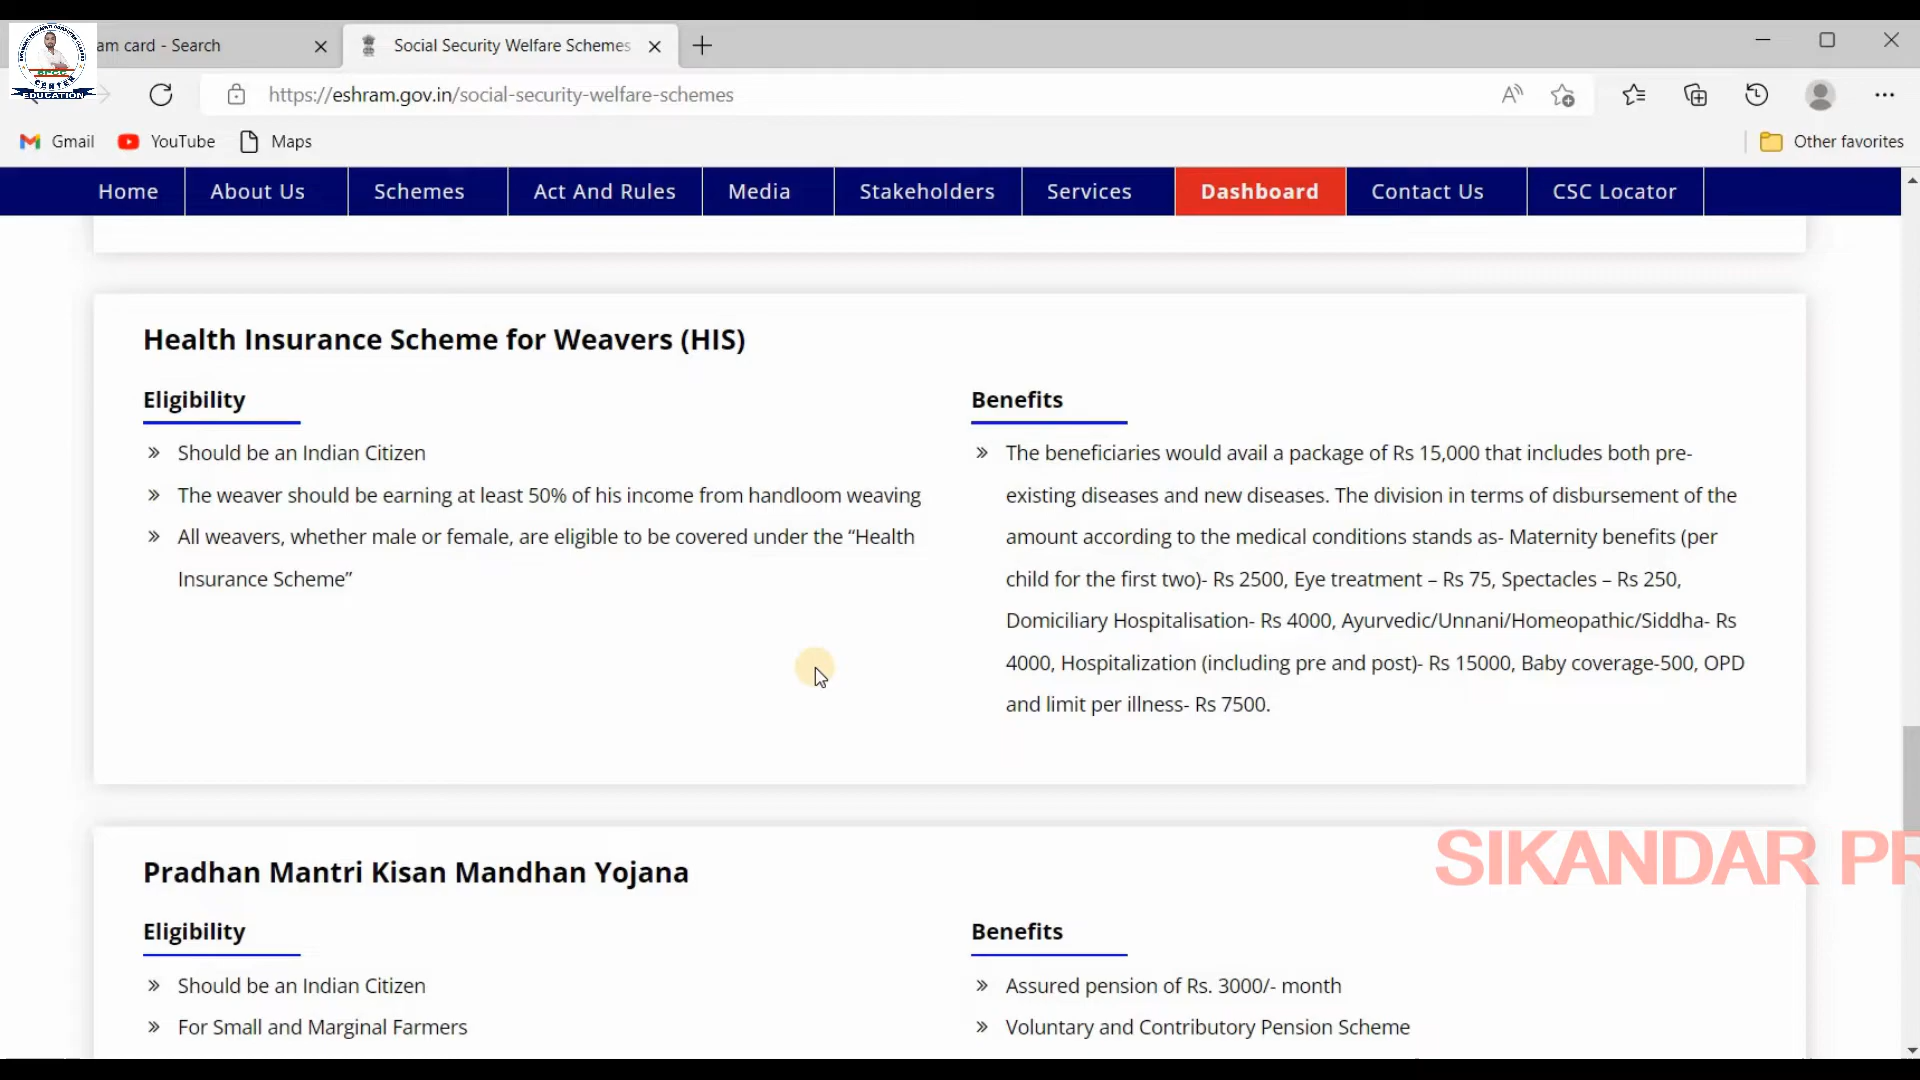 am card - Search
Social Security Welfare Schemes
https://eshram.gov.in/social-security-welfare-schemes
Gmail
YouTube
Maps
Other favorites
CENTER
EDUCATION
Home
About Us
Schemes
Act And Rules
Media
Stakeholders
Services
Dashboard
Contact Us
CSC Locator
Health Insurance Scheme for Weavers (HIS)
Eligibility
» Should be an Indian Citizen
» The weaver should be earning at least 50% of his income from handloom weaving
» All weavers, whether male or female, are eligible to be covered under the “Health
Insurance Scheme”
Benefits
» The beneficiaries would avail a package of Rs 15,000 that includes both pre-
existing diseases and new diseases. The division in terms of disbursement of the
amount according to the medical conditions stands as- Maternity benefits (per
child for the first two)- Rs 2500, Eye treatment – Rs 75, Spectacles – Rs 250,
Domiciliary Hospitalisation- Rs 4000, Ayurvedic/Unnani/Homeopathic/Siddha- Rs
4000, Hospitalization (including pre and post)- Rs 15000, Baby coverage-500, OPD
and limit per illness- Rs 7500.
SIKANDAR PR
Pradhan Mantri Kisan Mandhan Yojana
Eligibility
» Should be an Indian Citizen
» For Small and Marginal Farmers
Benefits
» Assured pension of Rs. 3000/- month
» Voluntary and Contributory Pension Scheme